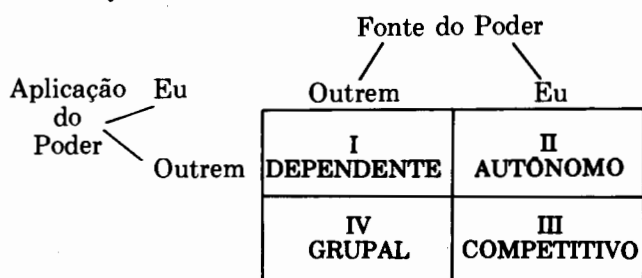 Fonte do Poder
Aplicação do Poder
Eu
Outrem
Outrem
Eu
I
DEPENDENTE
II
AUTÔNOMO
IV
GRUPAL
III
COMPETITIVO